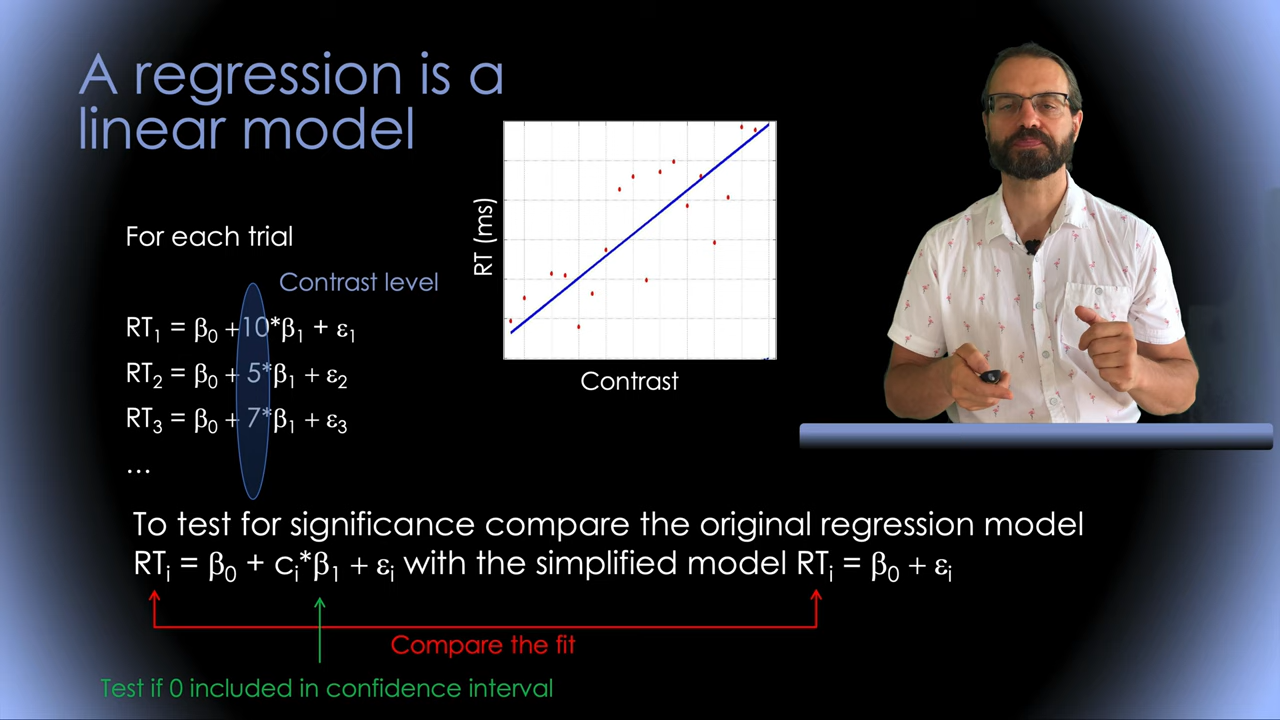 A regression is a
linear model
For each trial
Contrast level
RT₁ = β₀ + 10*β₁ + ε₁
RT₂ = β₀ + 5*β₁ + ε₂
RT₃ = β₀ + 7*β₁ + ε₃
...
RT (ms)
Contrast
To test for significance compare the original regression model
RTᵢ = β₀ + cᵢ*β₁ + εᵢ with the simplified model RTᵢ = β₀ + εᵢ
Compare the fit
Test if 0 included in confidence interval